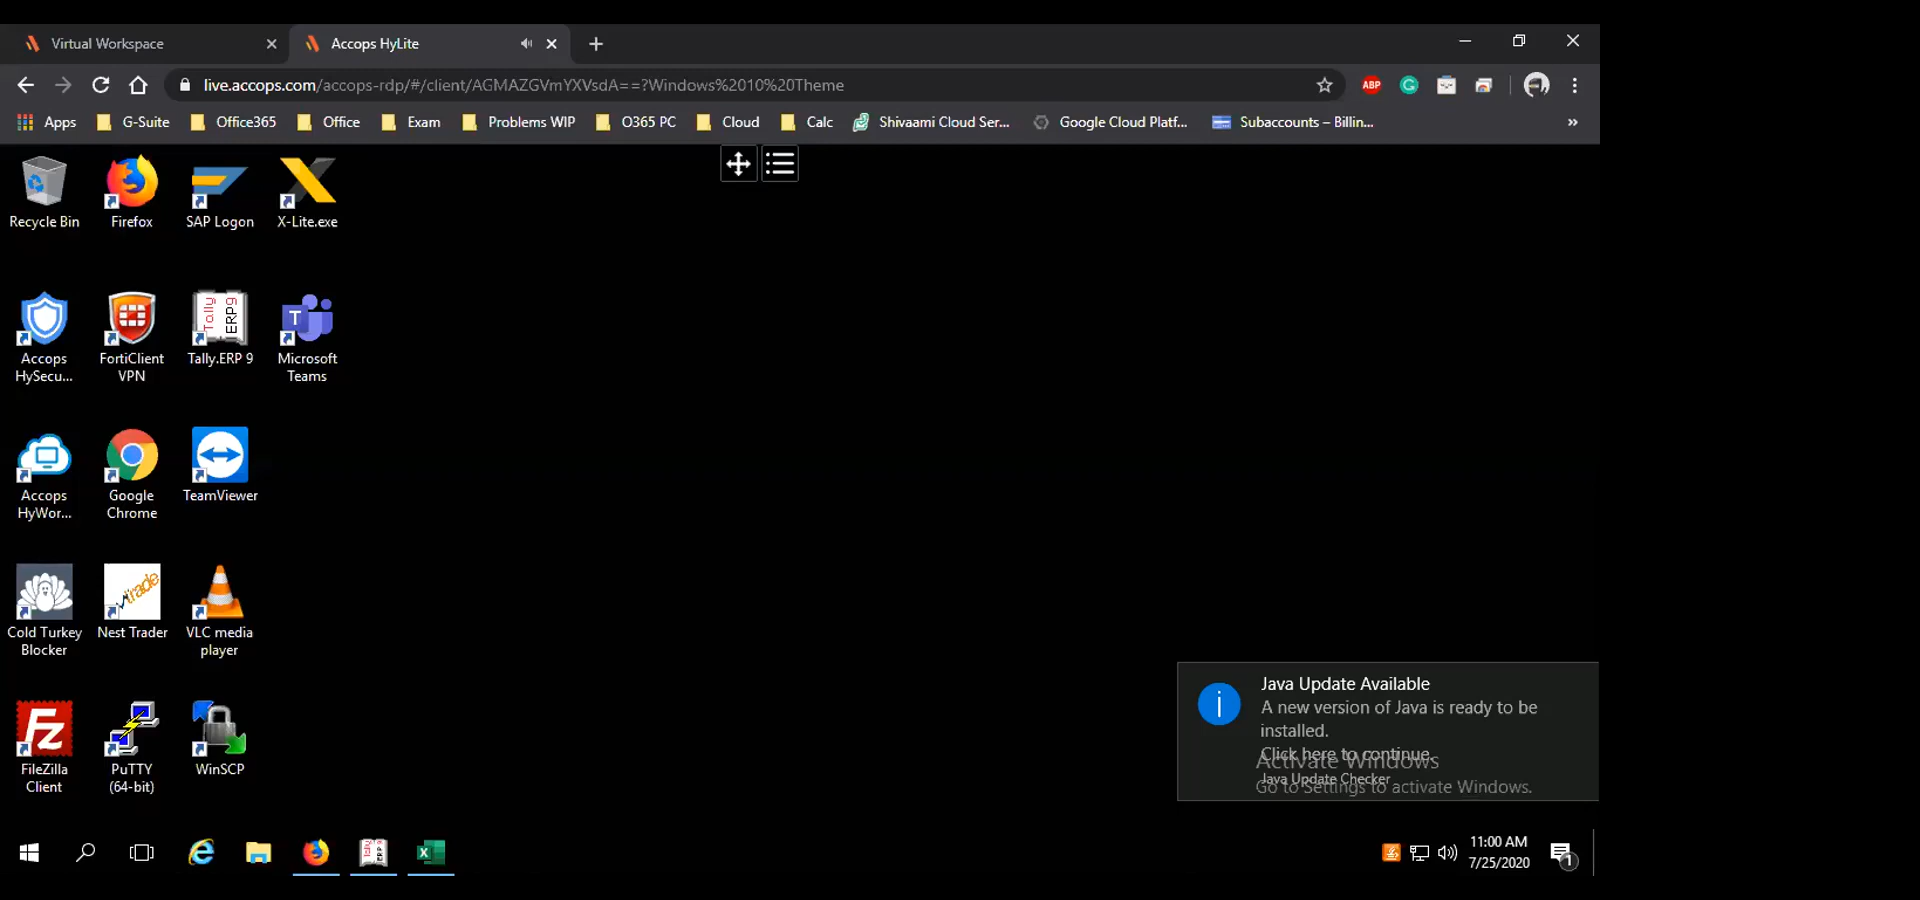 Virtual Workspace
Accops HyLite
live.accops.com/accops-rdp/#/client/AGMAZGVmYXVsdA==?Windows%2010%20Theme
ABP
Apps G-Suite Office365 Office Exam Problems WIP O365 PC Cloud Calc Shivaami Cloud Ser... Google Cloud Platf... Subaccounts – Billin... »
Recycle Bin Firefox SAP Logon X-Lite.exe
Tally ERP9
Accops HySecu...
FortiClient VPN
Tally.ERP 9
Microsoft Teams
Accops HyWor...
Google Chrome
TeamViewer
trade
Cold Turkey Blocker
Nest Trader
VLC media player
FileZilla Client
PuTTY (64-bit)
WinSCP
Java Update Available
A new version of Java is ready to be
installed.
Click here to continue.
Java Update Checker
Activate Windows
Go to Settings to activate Windows.
11:00 AM
7/25/2020
1